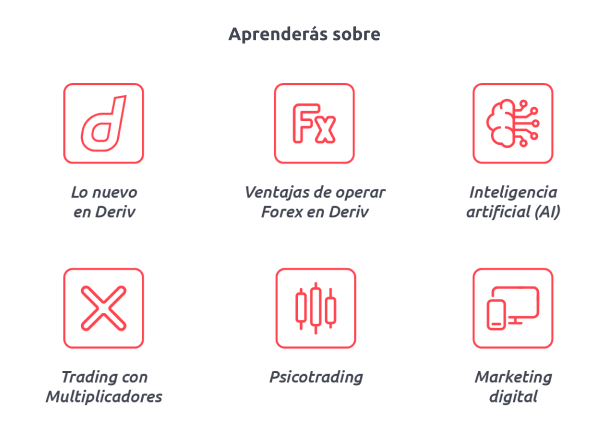 Aprenderás sobre
d
Fx
Lo nuevo
en Deriv
Ventajas de operar
Forex en Deriv
Inteligencia
artificial (AI)
Trading con
Multiplicadores
Psicotrading
Marketing
digital